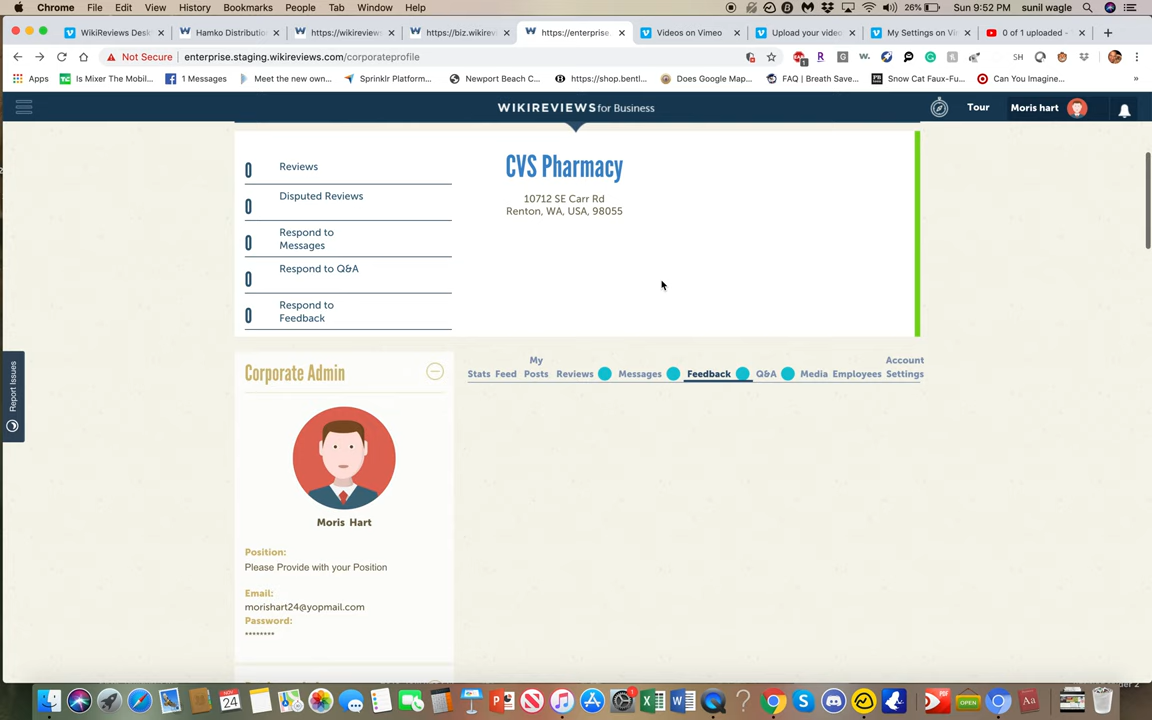 Chrome File Edit View History Bookmarks People Tab Window Help 26% Sun 9:52 PM sunil wagle
WikiReviews Desk Hamko Distributio https://wikireviews https://biz.wikirev https://enterprise. Videos on Vimeo Upload your video My Settings on Vi 0 of 1 uploaded -
Not Secure enterprise.staging.wikireviews.com/corporateprofile
Apps Is Mixer The Mobil... 1 Messages Meet the new own... Sprinklr Platform... Newport Beach C... https://shop.bentl... Does Google Map... FAQ | Breath Save... Snow Cat Faux-Fu... Can You Imagine... »
WIKIREVIEWS for Business
Tour
Moris hart
0 Reviews
0 Disputed Reviews
0 Respond to
Messages
0 Respond to Q&A
0 Respond to
Feedback
CVS Pharmacy
10712 SE Carr Rd
Renton, WA, USA, 98055
Report Issues
Corporate Admin
Moris Hart
Position:
Please Provide with your Position
Email:
morishart24@yopmail.com
Password:
********
Stats Feed My
Posts Reviews Messages Feedback Q&A Media Employees Account
Settings
NOV
24
OPEN